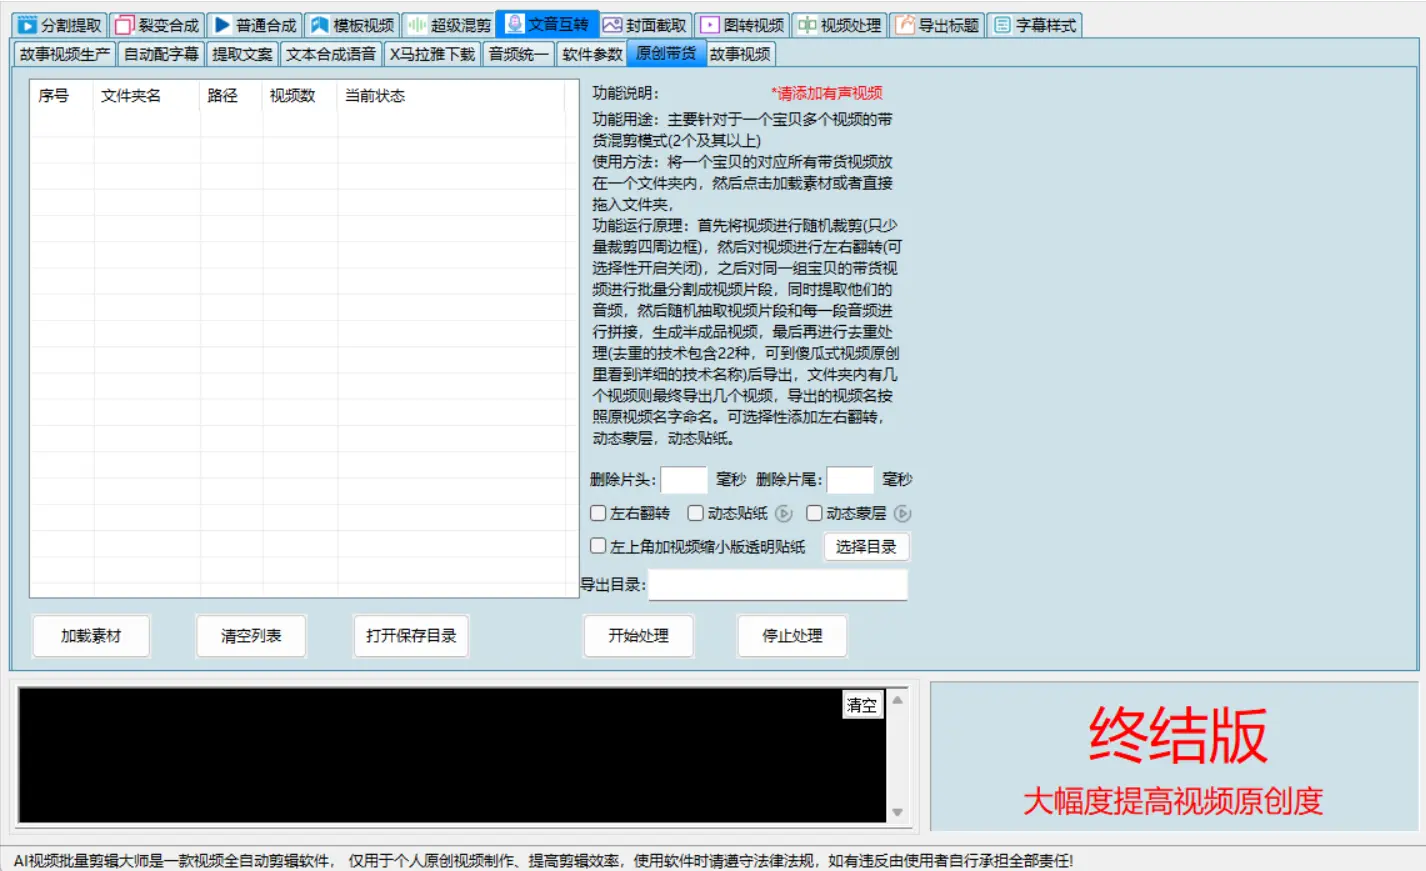 分割提取 裂变合成 普通合成 模板视频 超级混剪 文音互转 封面截取 图转视频 视频处理 导出标题 字幕样式
故事视频生产 自动配字幕 提取文案 文本合成语音 X马拉雅下载 音频统一 软件参数 原创带货 故事视频
序号 文件夹名 路径 视频数 当前状态
功能说明： *请添加有声视频
功能用途：主要针对于一个宝贝多个视频的带
货混剪模式(2个及其以上)
使用方法：将一个宝贝的对应所有带货视频放
在一个文件夹内，然后点击加载素材或者直接
拖入文件夹，
功能运行原理：首先将视频进行随机裁剪(只少
量裁剪四周边框)，然后对视频进行左右翻转(可
选择性开启关闭)，之后对同一组宝贝的带货视
频进行批量分割成视频片段，同时提取他们的
音频，然后随机抽取视频片段和每一段音频进
行拼接，生成半成品视频，最后再进行去重处
理(去重的技术包含22种，可到傻瓜式视频原创
里看到详细的技术名称)后导出，文件夹内有几
个视频则最终导出几个视频，导出的视频名按
照原视频名字命名。可选择性添加左右翻转，
动态蒙层，动态贴纸。
删除片头： 毫秒 删除片尾： 毫秒
左右翻转 动态贴纸 动态蒙层
左上角加视频缩小版透明贴纸 选择目录
导出目录：
加载素材 清空列表 打开保存目录 开始处理 停止处理
清空
终结版
大幅度提高视频原创度
AI视频批量剪辑大师是一款视频全自动剪辑软件， 仅用于个人原创视频制作、提高剪辑效率，使用软件时请遵守法律法规，如有违反由使用者自行承担全部责任!